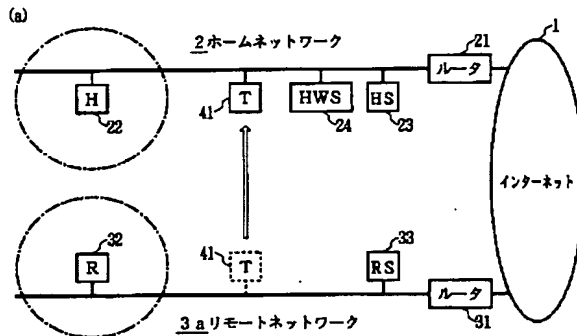 (a)
1
2ホームネットワーク
21
ルータ
H
22
T
41
HWS
24
HS
23
インターネット
32
R
41
T
33
RS
3aリモートネットワーク
ルータ
31